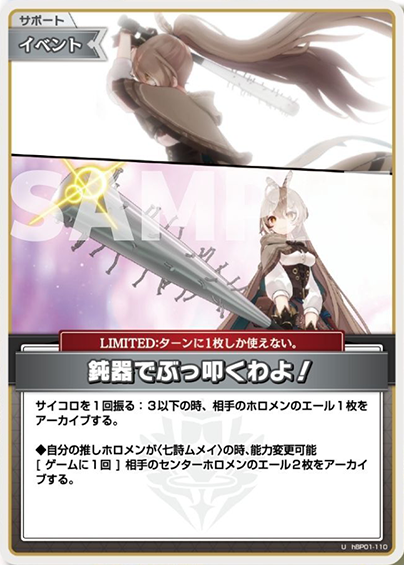 サポート
イベント
SAMPLE
LIMITED:ターンに1枚しか使えない。
鈍器でぶっ叩くわよ!
サイコロを1回振る:3以下の時、相手のホロメンのエール1枚を
アーカイブする。
◆自分の推しホロメンが〈七詩ムメイ〉の時、能力変更可能
[ ゲームに1回 ] 相手のセンターホロメンのエール2枚をアーカイ
ブする。
U hBP01-110